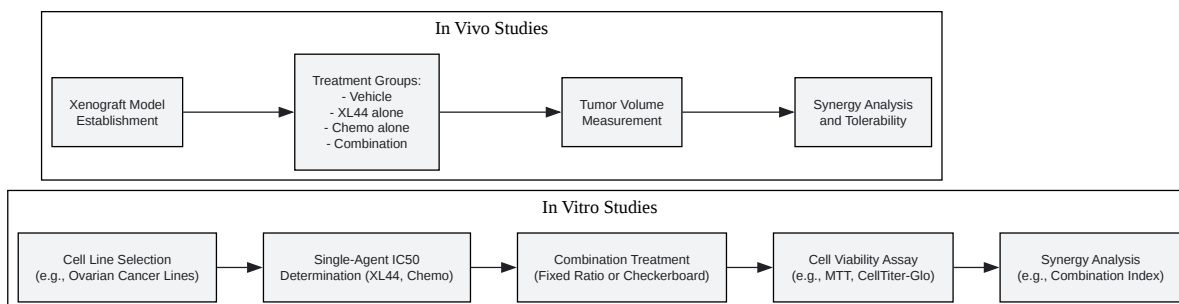 In Vivo Studies
Xenograft Model
Establishment
Treatment Groups:
- Vehicle
- XL44 alone
- Chemo alone
- Combination
Tumor Volume
Measurement
Synergy Analysis
and Tolerability
In Vitro Studies
Cell Line Selection
(e.g., Ovarian Cancer Lines)
Single-Agent IC50
Determination (XL44, Chemo)
Combination Treatment
(Fixed Ratio or Checkerboard)
Cell Viability Assay
(e.g., MTT, CellTiter-Glo)
Synergy Analysis
(e.g., Combination Index)